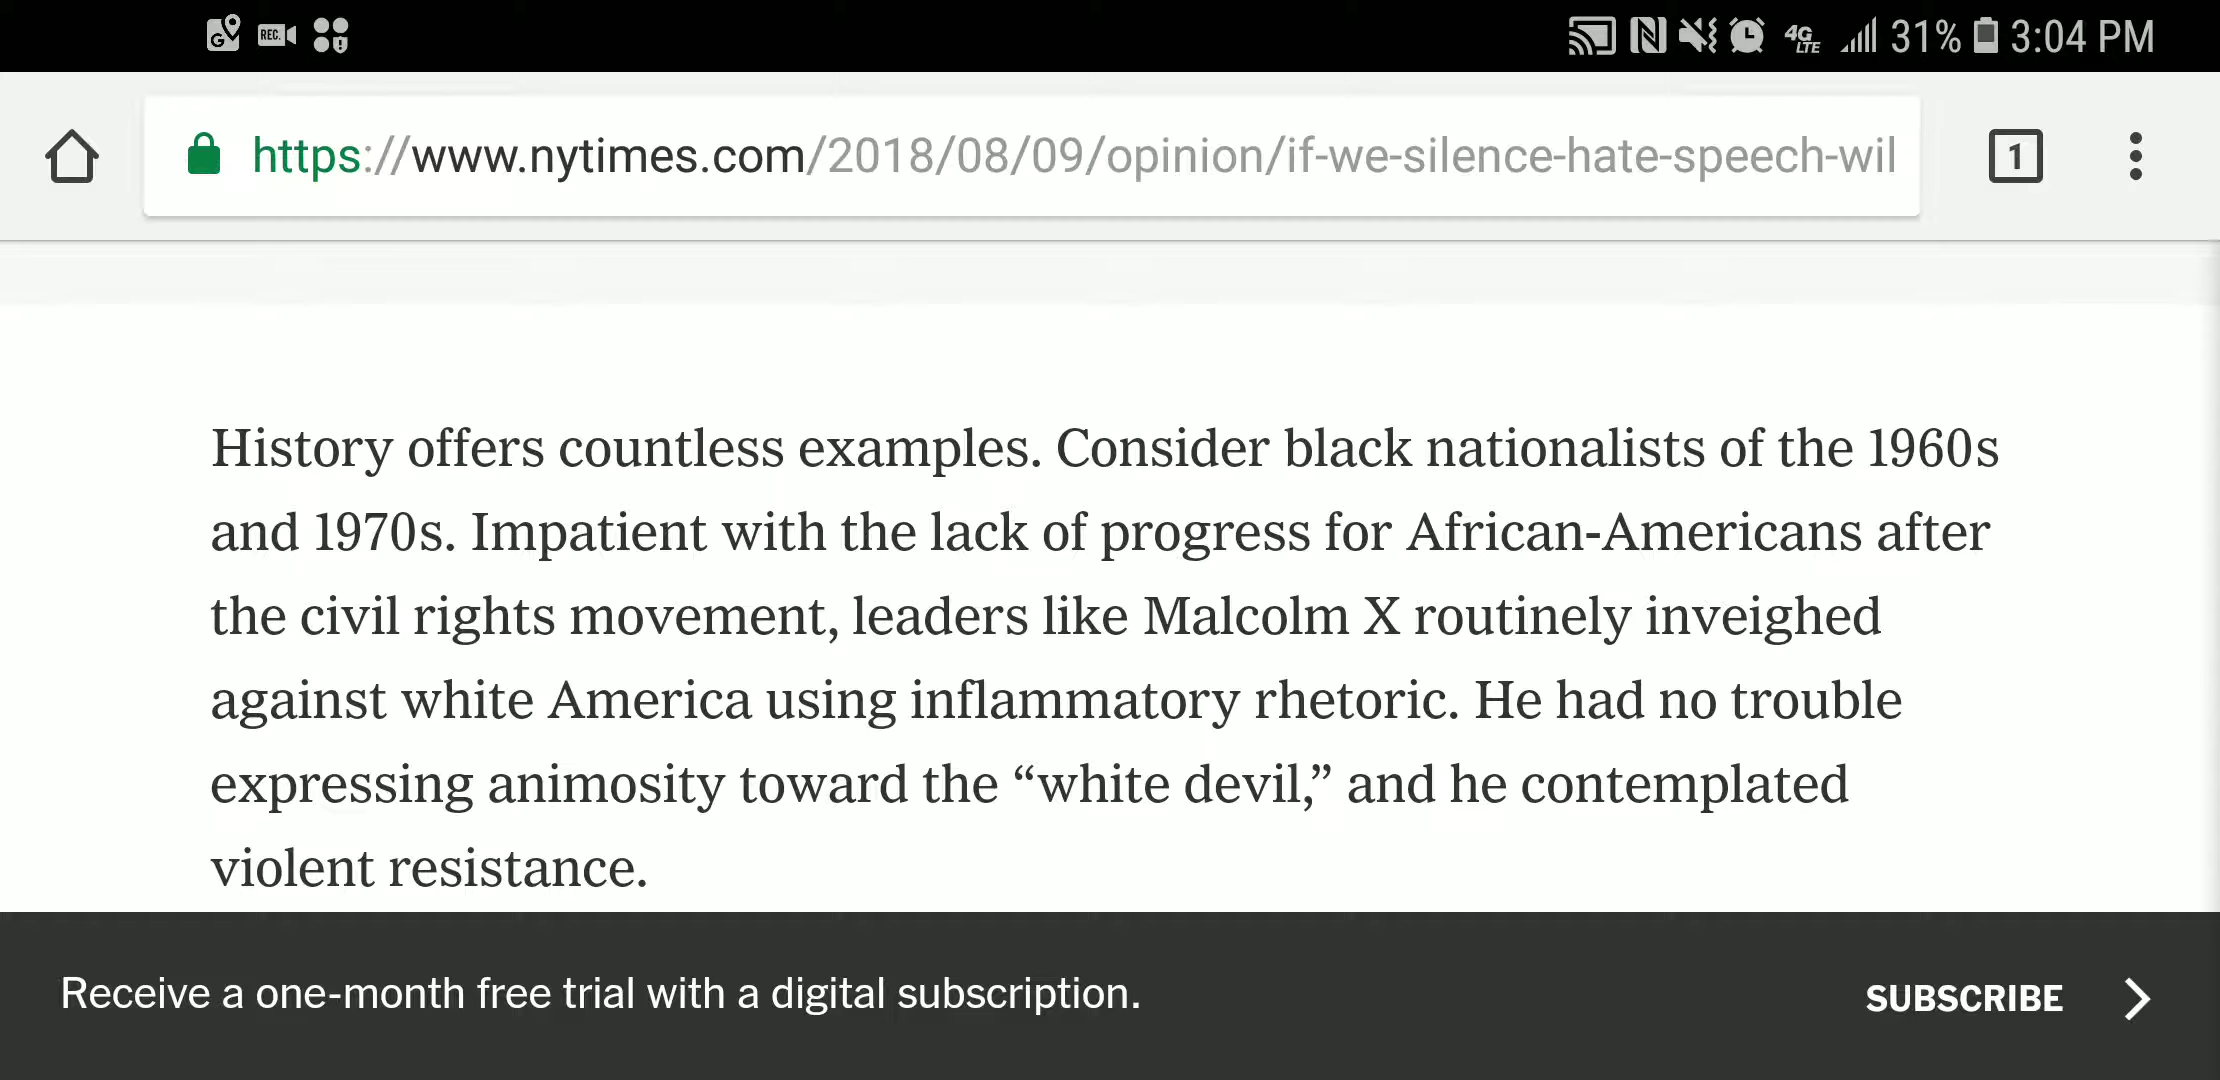 REC. 4G LTE 31% 3:04 PM
https://www.nytimes.com/2018/08/09/opinion/if-we-silence-hate-speech-wil 1
History offers countless examples. Consider black nationalists of the 1960s
and 1970s. Impatient with the lack of progress for African-Americans after
the civil rights movement, leaders like Malcolm X routinely inveighed
against white America using inflammatory rhetoric. He had no trouble
expressing animosity toward the “white devil,” and he contemplated
violent resistance.
Receive a one-month free trial with a digital subscription. SUBSCRIBE